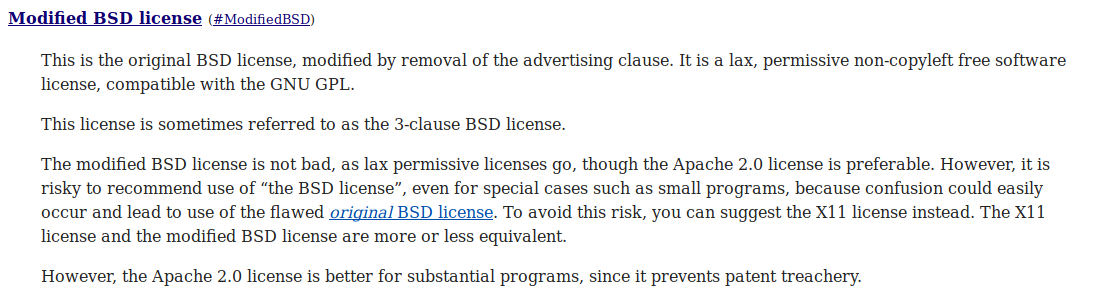 Modified BSD license (#ModifiedBSD)
This is the original BSD license, modified by removal of the advertising clause. It is a lax, permissive non-copyleft free software
license, compatible with the GNU GPL.
This license is sometimes referred to as the 3-clause BSD license.
The modified BSD license is not bad, as lax permissive licenses go, though the Apache 2.0 license is preferable. However, it is
risky to recommend use of “the BSD license”, even for special cases such as small programs, because confusion could easily
occur and lead to use of the flawed original BSD license. To avoid this risk, you can suggest the X11 license instead. The X11
license and the modified BSD license are more or less equivalent.
However, the Apache 2.0 license is better for substantial programs, since it prevents patent treachery.